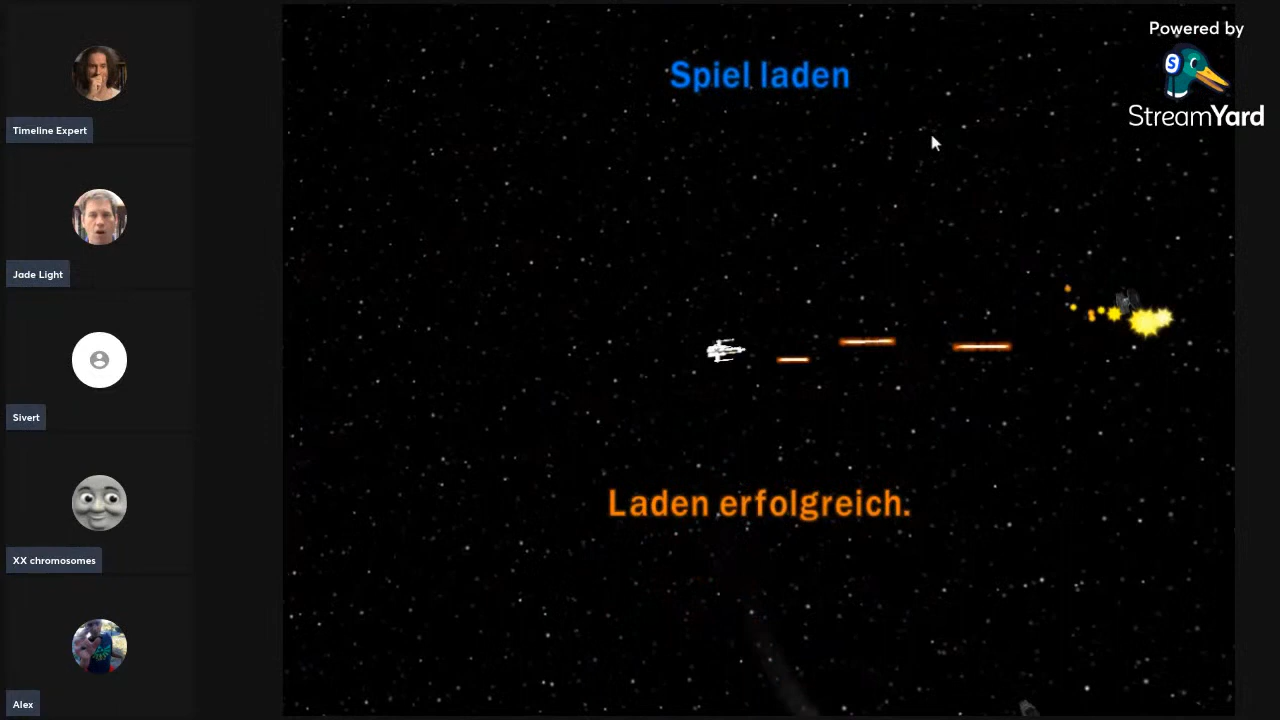 Powered by
S
StreamYard
Spiel laden
Timeline Expert
Jade Light
Sivert
Laden erfolgreich.
XX chromosomes
Alex